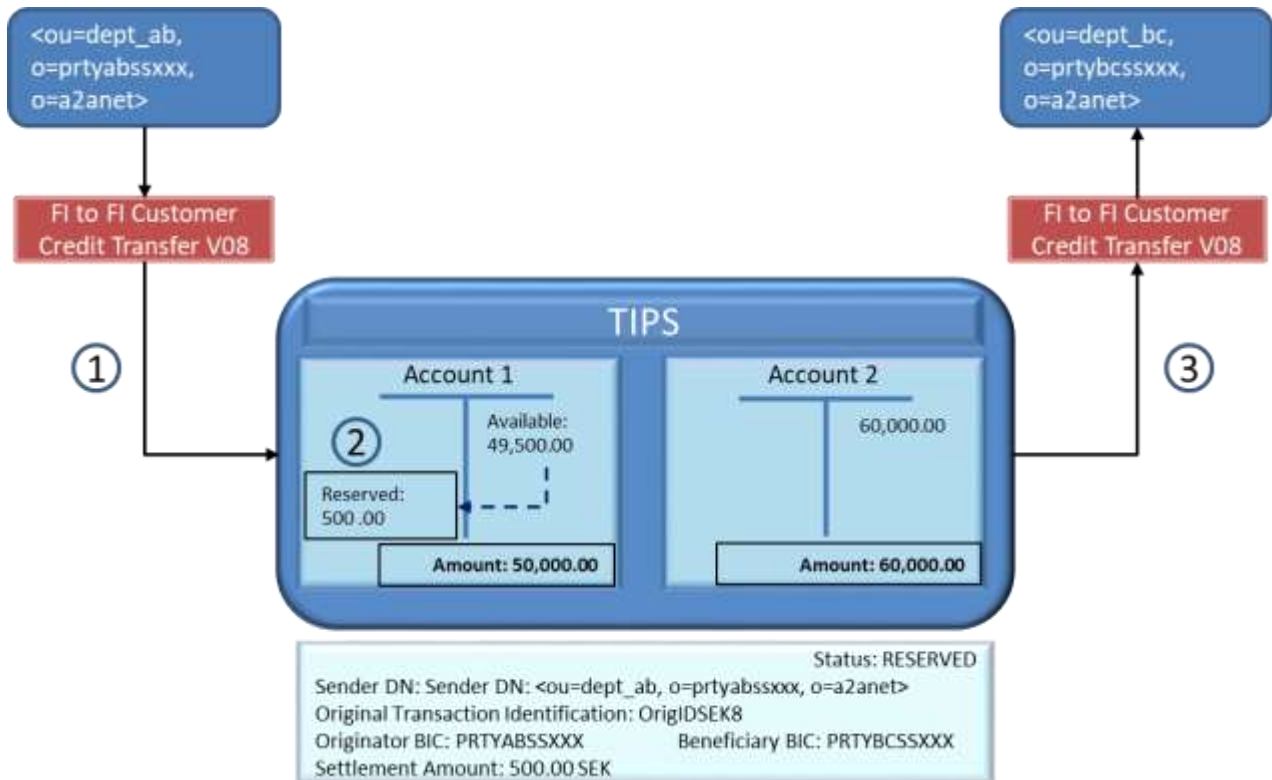 <ou=dept_ab,
o=prtyabssxxx,
o=a2anet>
<ou=dept_bc,
o=prtybcssxxx,
o=a2anet>
FI to FI Customer
Credit Transfer V08
FI to FI Customer
Credit Transfer V08
TIPS
1
3
Account 1
Account 2
2
Available:
49,500.00
60,000.00
Reserved:
500 .00
Amount: 50,000.00
Amount: 60,000.00
Status: RESERVED
Sender DN: Sender DN: <ou=dept_ab, o=prtyabssxxx, o=a2anet>
Original Transaction Identification: OrigIDSEK8
Originator BIC: PRTYABSSXXX Beneficiary BIC: PRTYBCSSXXX
Settlement Amount: 500.00 SEK